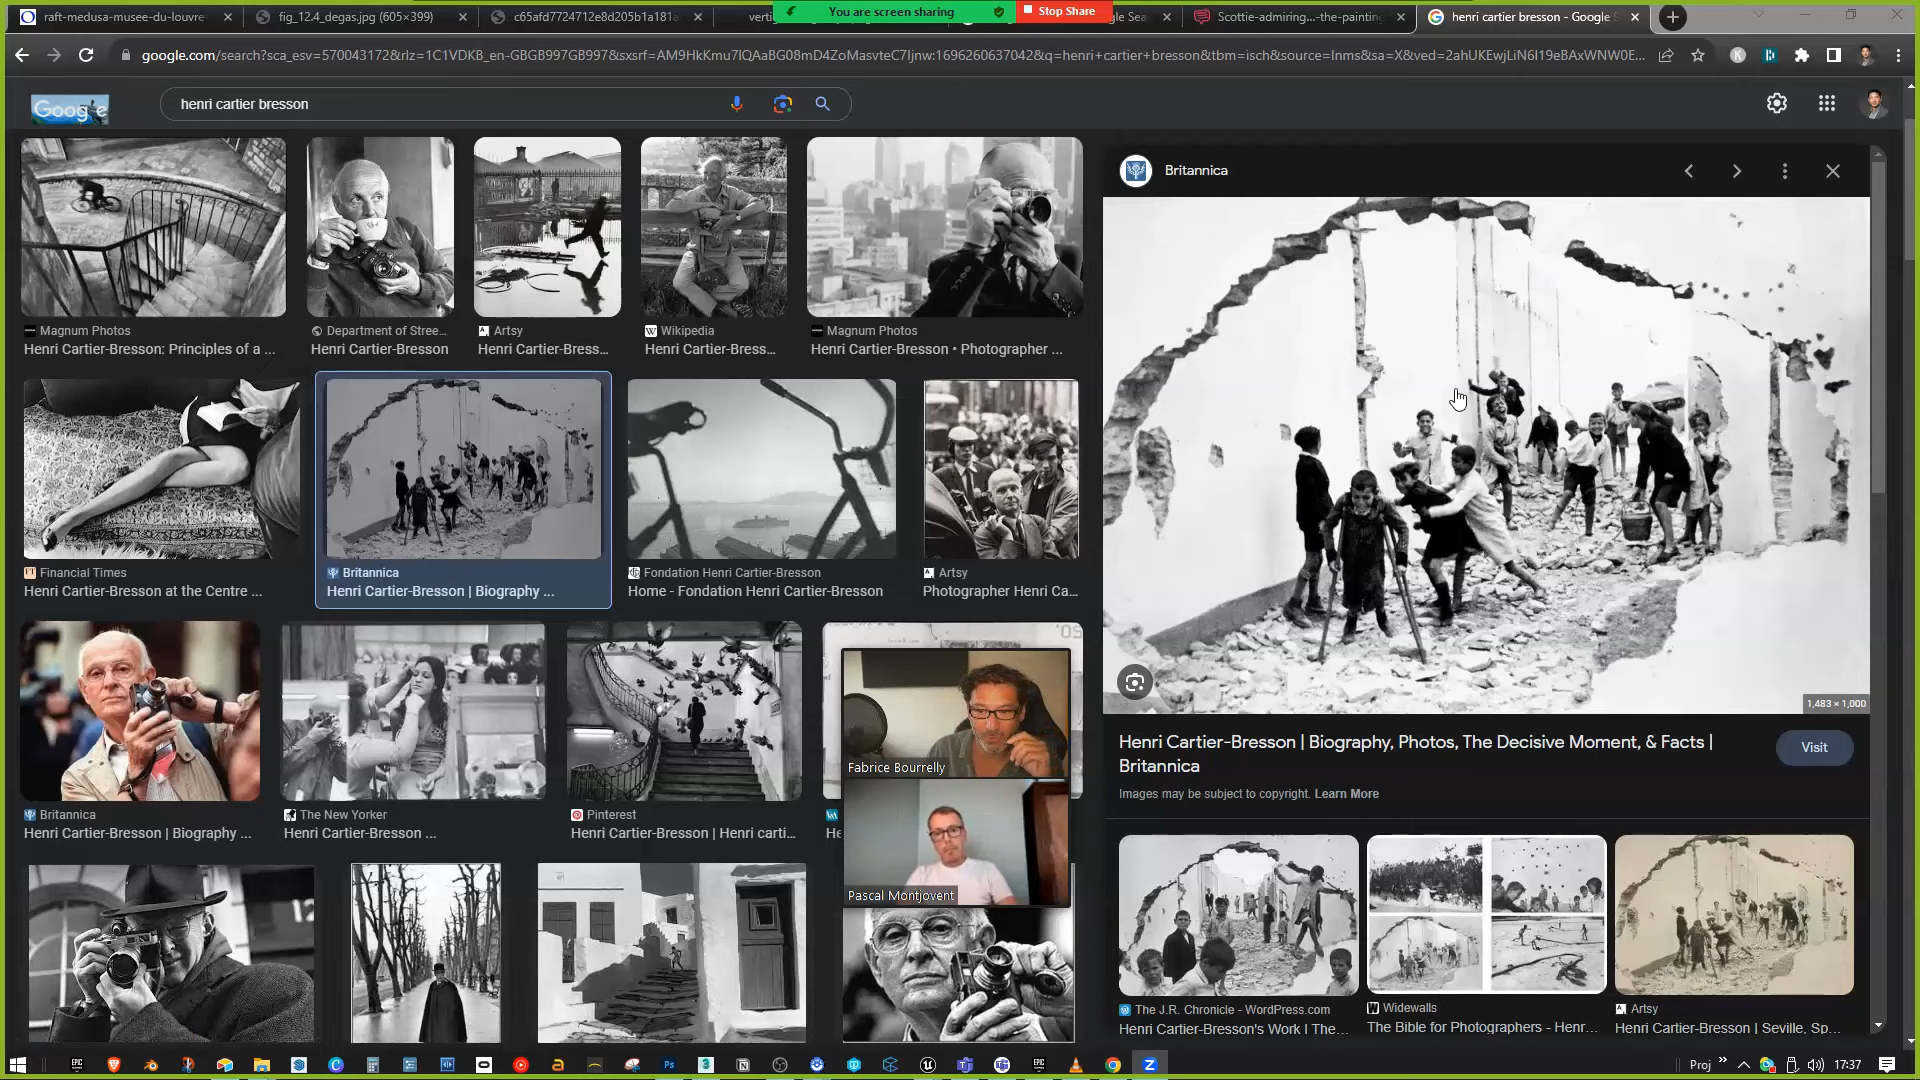 raft-medusa-musee-du-louvre
fig_12.4_degas.jpg (605×399)
c65afd7724712e8d205b1a181
You are screen sharing
Stop Share
Scottie-admiring...-the-painting
henri cartier bresson - Google
google.com/search?sca_esv=570043172&rlz=1C1VDKB_en-GBGB997GB997&sxsrf=AM9HkKmu7IQAaBG08mD4ZoMasvteC7Ijnw:1696260637042&q=henri+cartier+bresson&tbm=isch&source=lnms&sa=X&ved=2ahUKEwjLiN6I19eBAxWNW0E...
Google
henri cartier bresson
Britannica
Magnum Photos
Henri Cartier-Bresson: Principles of a ...
Department of Stree...
Henri Cartier-Bresson
Artsy
Henri Cartier-Bress...
Wikipedia
Henri Cartier-Bress...
Magnum Photos
Henri Cartier-Bresson • Photographer ...
Financial Times
Henri Cartier-Bresson at the Centre ...
Britannica
Henri Cartier-Bresson | Biography ...
Fondation Henri Cartier-Bresson
Home - Fondation Henri Cartier-Bresson
Artsy
Photographer Henri Ca...
1,483 × 1,000
Henri Cartier-Bresson | Biography, Photos, The Decisive Moment, & Facts |
Britannica
Visit
Images may be subject to copyright. Learn More
Britannica
Henri Cartier-Bresson | Biography ...
The New Yorker
Henri Cartier-Bresson ...
Pinterest
Henri Cartier-Bresson | Henri carti...
Fabrice Bourrelly
Pascal Montjovent
The J.R. Chronicle - WordPress.com
Henri Cartier-Bresson's Work | The...
Widewalls
The Bible for Photographers - Henr...
Artsy
Henri Cartier-Bresson | Seville, Sp...
Proj
17:37